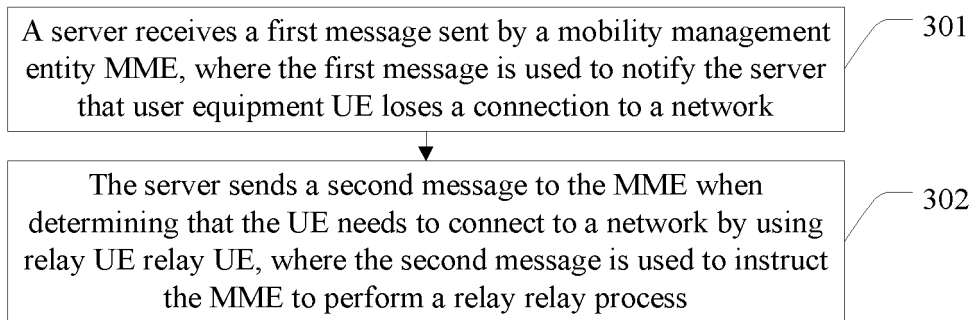 A server receives a first message sent by a mobility management
entity MME, where the first message is used to notify the server
that user equipment UE loses a connection to a network
301
The server sends a second message to the MME when
determining that the UE needs to connect to a network by using
relay UE relay UE, where the second message is used to instruct
the MME to perform a relay relay process
302